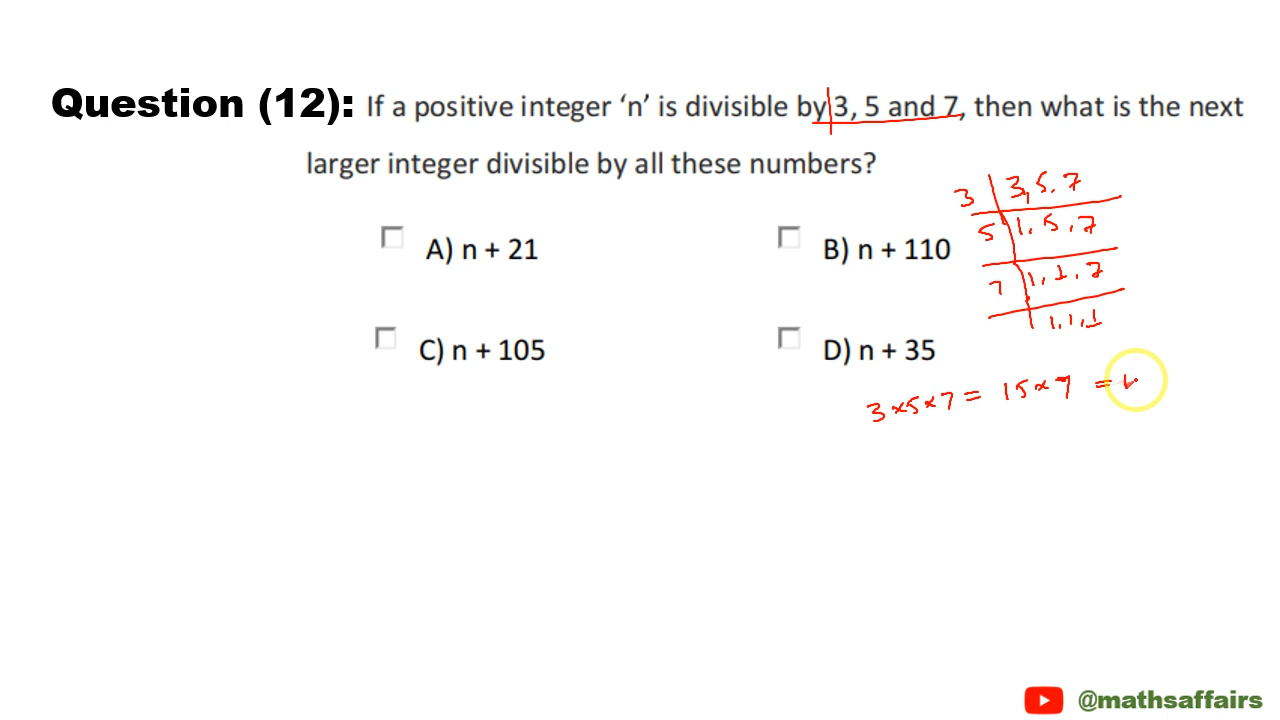 Question (12): If a positive integer ‘n’ is divisible by 3, 5 and 7, then what is the next
larger integer divisible by all these numbers?
A) n + 21
B) n + 110
C) n + 105
D) n + 35
3 3, 5, 7
5 1, 5, 7
7 1, 1, 7
1, 1, 1
3 × 5 × 7 = 15 × 7 =
@mathsaffairs